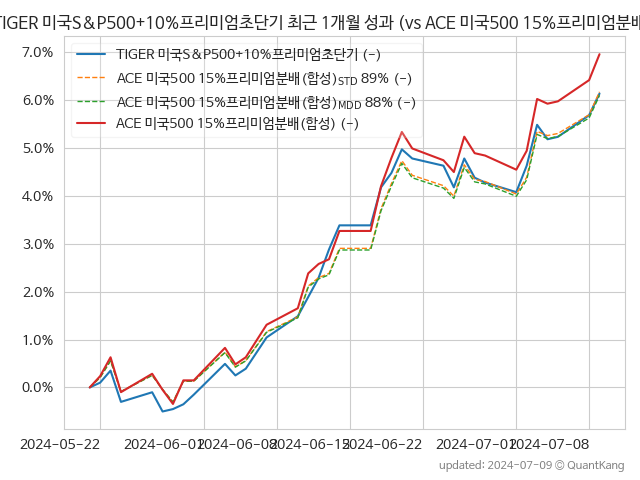 TIGER 미국S&P500+10%프리미엄초단기 최근 1개월 성과 (vs ACE 미국500 15%프리미엄분배
7.0%
6.0%
5.0%
4.0%
3.0%
2.0%
1.0%
0.0%
TIGER 미국S&P500+10%프리미엄초단기 (-)
ACE 미국500 15%프리미엄분배(합성)STD 89% (-)
ACE 미국500 15%프리미엄분배(합성)MDD 88% (-)
ACE 미국500 15%프리미엄분배(합성) (-)
2024-05-22 2024-06-01 2024-06-08 2024-06-15 2024-06-22 2024-07-01 2024-07-08
updated: 2024-07-09 © QuantKang